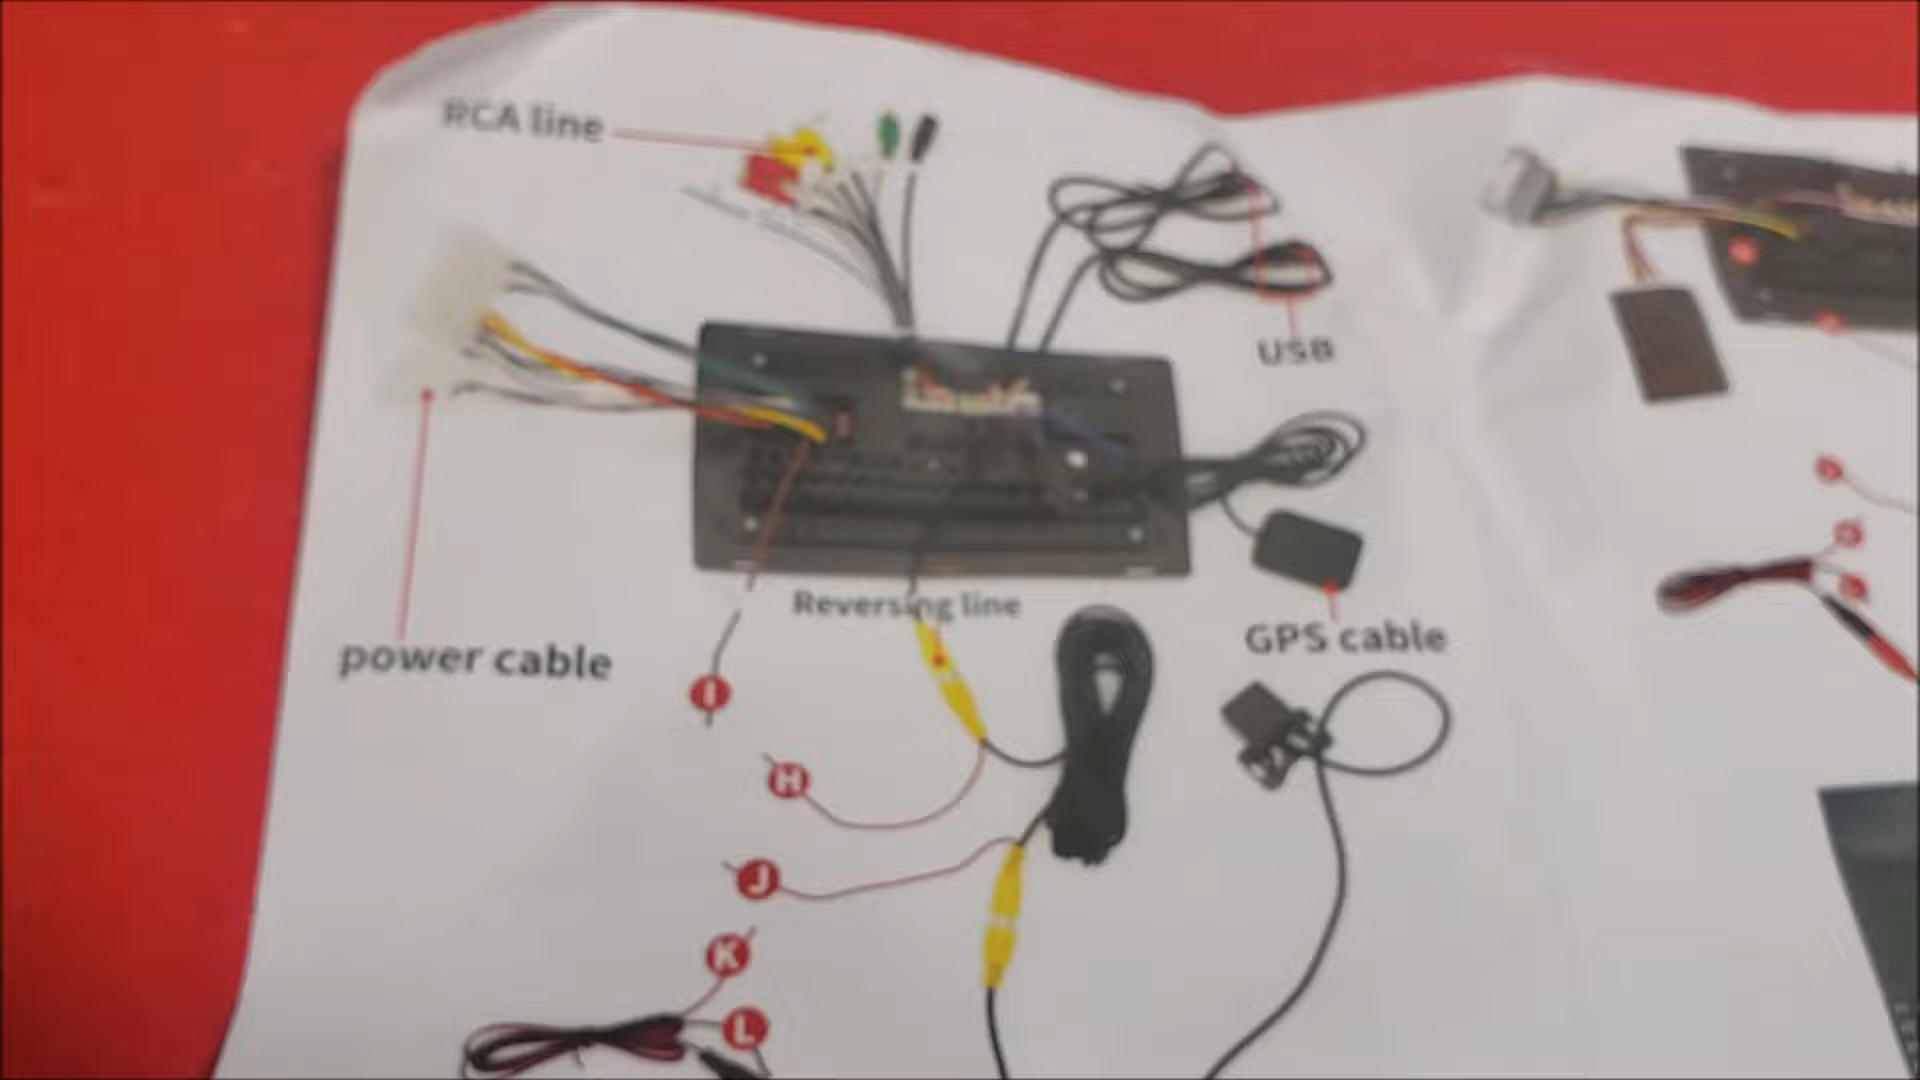 RCA line
USB
Reversing line
GPS cable
power cable
I
H
J
K
L